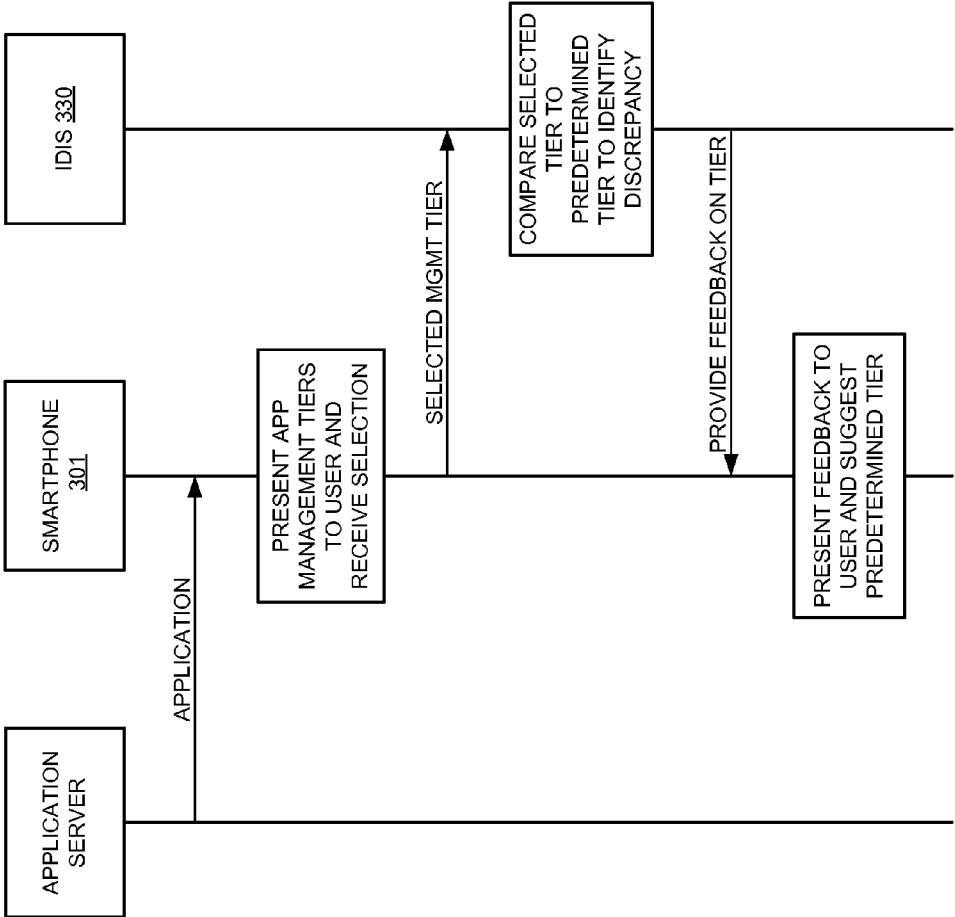 APPLICATION
SERVER
SMARTPHONE
301
IDIS 330
APPLICATION
PRESENT APP
MANAGEMENT TIERS
TO USER AND
RECEIVE SELECTION
SELECTED MGMT TIER
COMPARE SELECTED
TIER TO
PREDETERMINED
TIER TO IDENTIFY
DISCREPANCY
PROVIDE FEEDBACK ON TIER
PRESENT FEEDBACK TO
USER AND SUGGEST
PREDETERMINED TIER